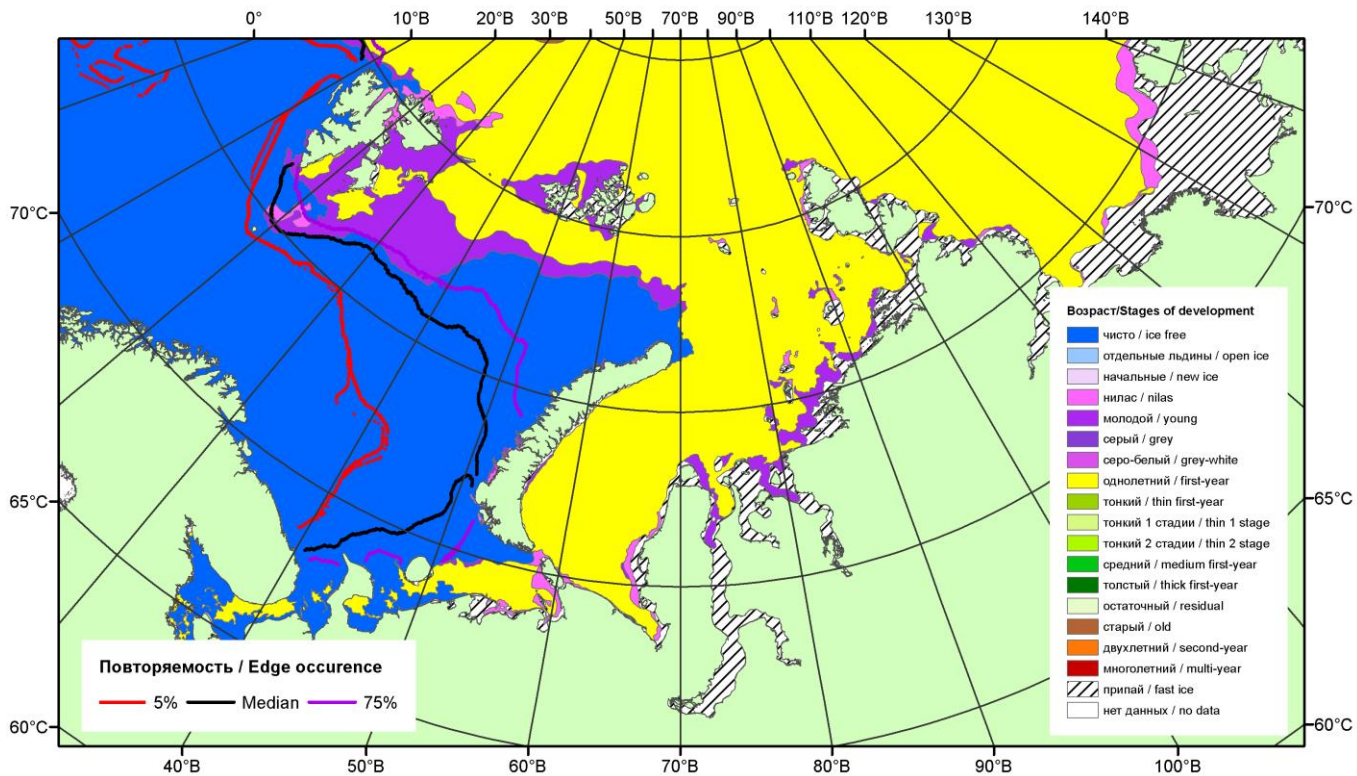 0° 10°В 20°В 30°В 50°В 70°В 90°В 110°В 120°В 130°В 140°В
70°С 70°С
Возраст/Stages of development
чисто / ice free
отдельные льдины / open ice
начальные / new ice
нилас / nilas
молодой / young
серый / grey
серо-белый / grey-white
однолетний / first-year
тонкий / thin first-year
тонкий 1 стадии / thin 1 stage
тонкий 2 стадии / thin 2 stage
средний / medium first-year
толстый / thick first-year
остаточный / residual
старый / old
двухлетний / second-year
многолетний / multi-year
припай / fast ice
нет данных / no data
65°С 65°С
Повторяемость / Edge occurence
5% Median 75%
60°С 60°С
40°В 50°В 60°В 70°В 80°В 90°В 100°В